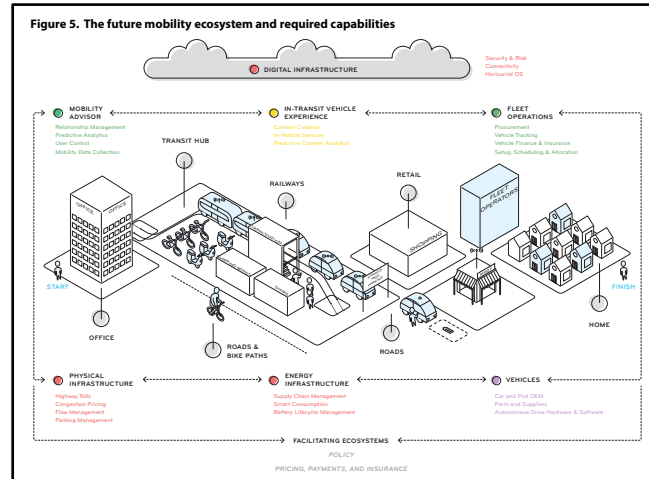 Figure 5. The future mobility ecosystem and required capabilities
DIGITAL INFRASTRUCTURE
Security & Risk
Connectivity
Horizontal OS
MOBILITY
ADVISOR
Relationship Management
Predictive Analytics
User Control
Mobility Data Collection
IN-TRANSIT VEHICLE
EXPERIENCE
Content Creation
In-Vehicle Services
Predictive Content Analytics
FLEET
OPERATIONS
Procurement
Vehicle Tracking
Vehicle Finance & Insurance
Setup, Scheduling & Allocation
TRANSIT HUB
RAILWAYS
RETAIL
OFFICE
OFFICE
FLEET
OPERATORS
SHOPPING
START
FINISH
OFFICE
ROADS &
BIKE PATHS
ROADS
HOME
PHYSICAL
INFRASTRUCTURE
Highway Tolls
Congestion Pricing
Flow Management
Parking Management
ENERGY
INFRASTRUCTURE
Supply Chain Management
Smart Consumption
Battery Lifecycle Management
VEHICLES
Car and Pod OEM
Parts and Suppliers
Autonomous Drive Hardware & Software
FACILITATING ECOSYSTEMS
POLICY
PRICING, PAYMENTS, AND INSURANCE